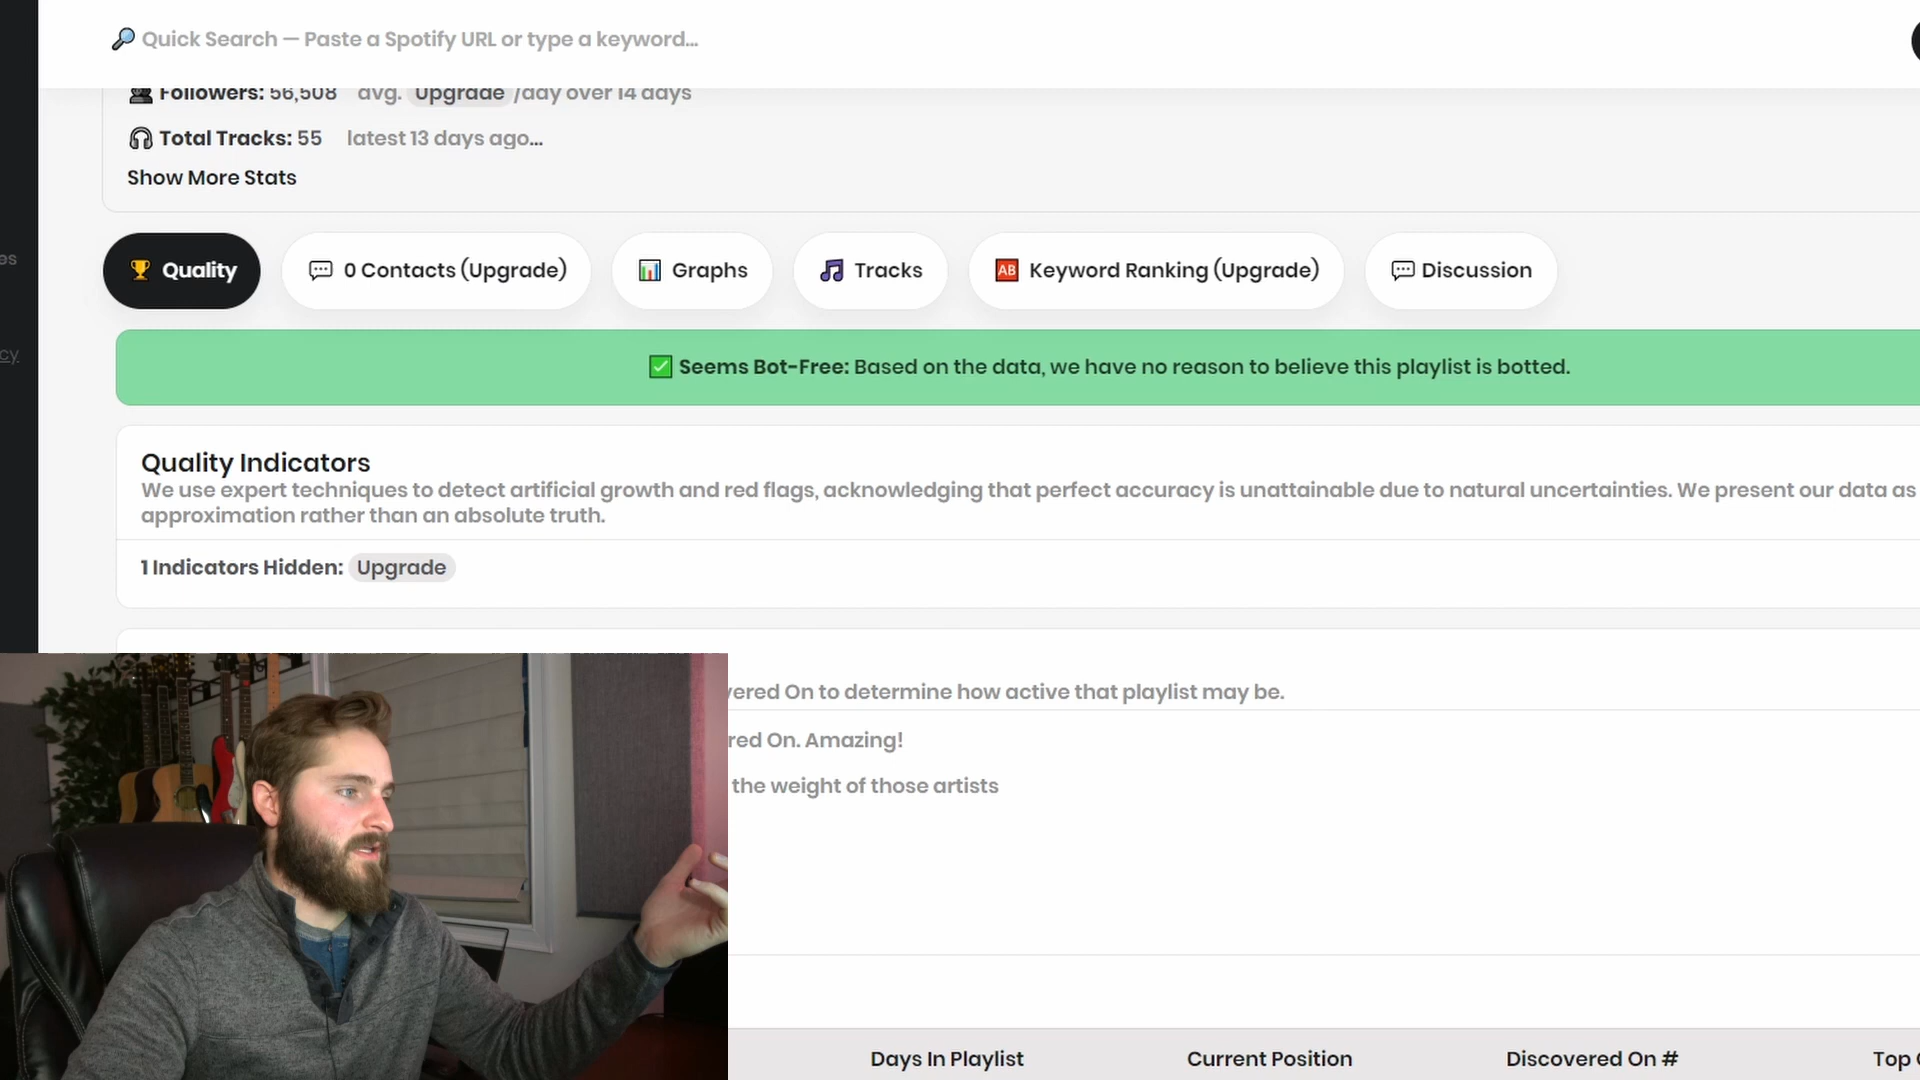 Quick Search — Paste a Spotify URL or type a keyword...
Followers: 56,508 avg. Upgrade /day over 14 days
Total Tracks: 55 latest 13 days ago...
Show More Stats
es
Quality
0 Contacts (Upgrade)
Graphs
Tracks
AB Keyword Ranking (Upgrade)
Discussion
cy
Seems Bot-Free: Based on the data, we have no reason to believe this playlist is botted.
Quality Indicators
We use expert techniques to detect artificial growth and red flags, acknowledging that perfect accuracy is unattainable due to natural uncertainties. We present our data as
approximation rather than an absolute truth.
1 Indicators Hidden: Upgrade
vered On to determine how active that playlist may be.
red On. Amazing!
the weight of those artists
Days In Playlist
Current Position
Discovered On #
Top